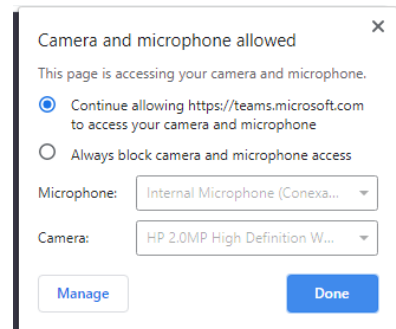 Camera and microphone allowed
This page is accessing your camera and microphone.
Continue allowing https://teams.microsoft.com
to access your camera and microphone
Always block camera and microphone access
Microphone: Internal Microphone (Conexa...
Camera: HP 2.0MP High Definition W...
Manage Done